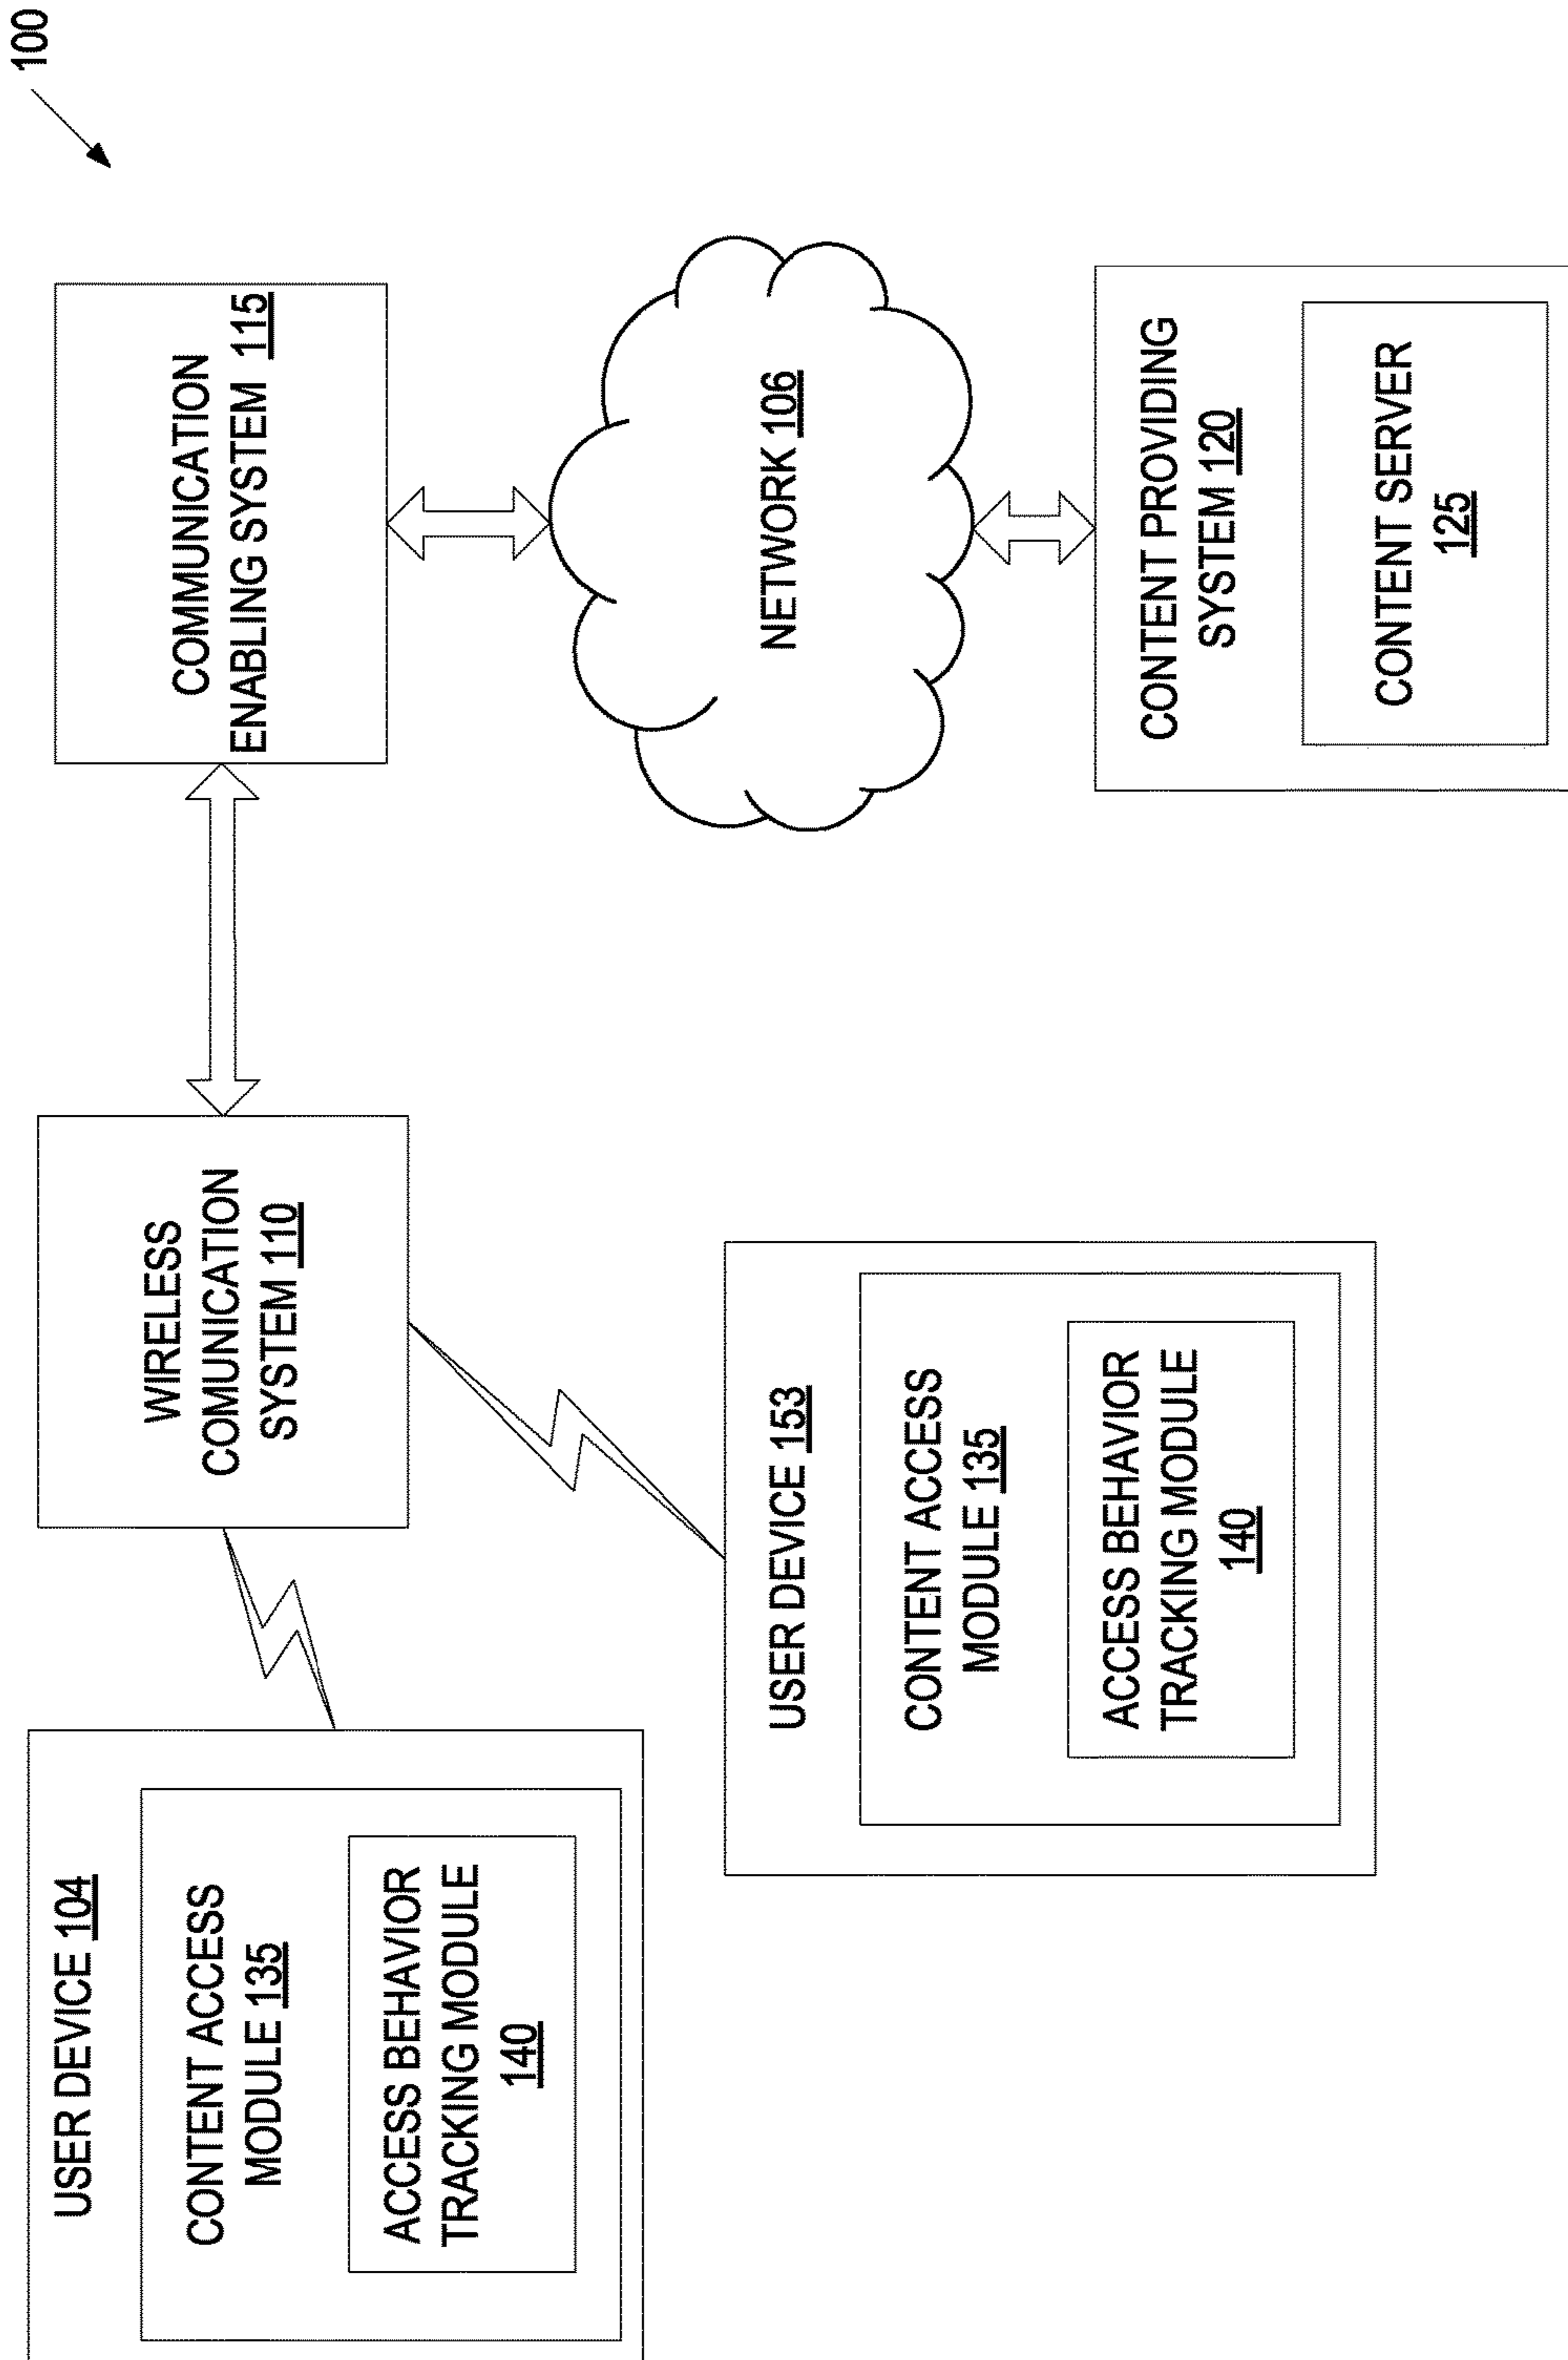 100
USER DEVICE 104
CONTENT ACCESS
MODULE 135
ACCESS BEHAVIOR
TRACKING MODULE
140
WIRELESS
COMUNICATION
SYSTEM 110
COMMUNICATION
ENABLING SYSTEM 115
USER DEVICE 153
CONTENT ACCESS
MODULE 135
ACCESS BEHAVIOR
TRACKING MODULE
140
NETWORK 106
CONTENT PROVIDING
SYSTEM 120
CONTENT SERVER
125